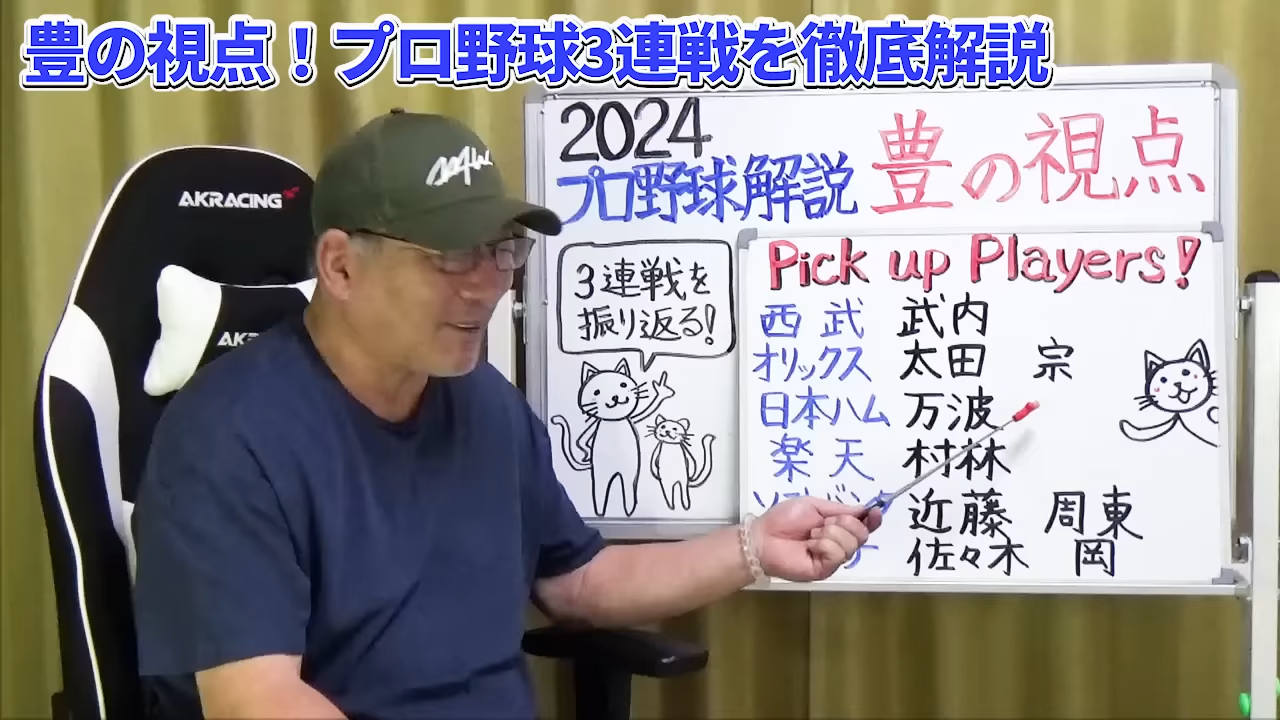 豊の視点！プロ野球3連戦を徹底解説
AKRACING
2024
プロ野球解説
豊の視点
3連戦を
振り返る!
Pick up Players!
西武 武内
オリックス 太田 宗
日本ハム 万波
楽天 村林
近藤 周東
佐々木 岡